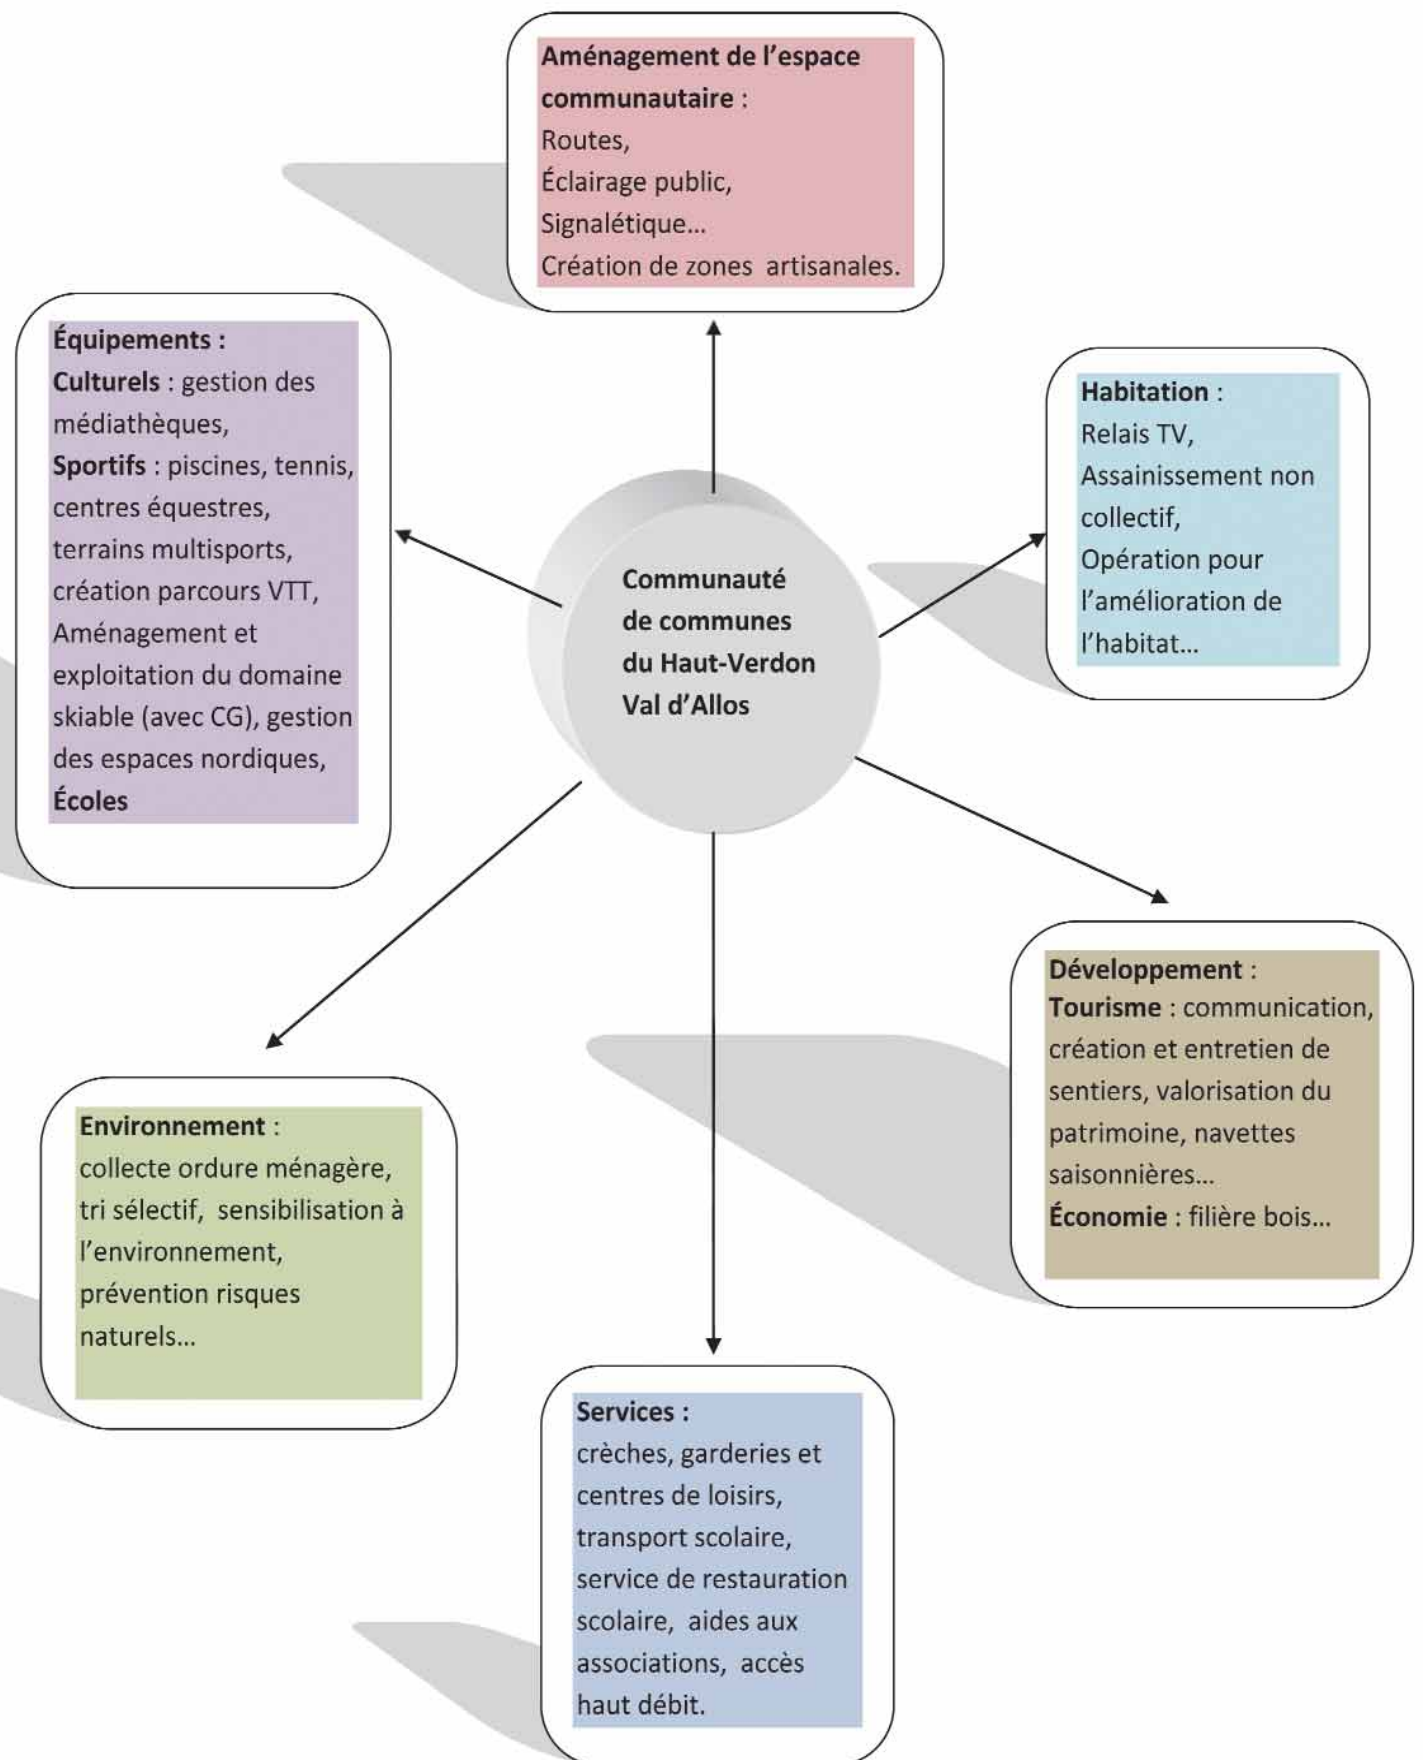 Aménagement de l’espace
communautaire :
Routes,
Éclairage public,
Signalétique…
Création de zones artisanales.
Équipements :
Culturels : gestion des
médiathèques,
Sportifs : piscines, tennis,
centres équestres,
terrains multisports,
création parcours VTT,
Aménagement et
exploitation du domaine
skiable (avec CG), gestion
des espaces nordiques,
Écoles
Habitation :
Relais TV,
Assainissement non
collectif,
Opération pour
l’amélioration de
l’habitat…
Communauté
de communes
du Haut-Verdon
Val d’Allos
Développement :
Tourisme : communication,
création et entretien de
sentiers, valorisation du
patrimoine, navettes
saisonnières…
Économie : filière bois…
Environnement :
collecte ordure ménagère,
tri sélectif, sensibilisation à
l’environnement,
prévention risques
naturels…
Services :
crèches, garderies et
centres de loisirs,
transport scolaire,
service de restauration
scolaire, aides aux
associations, accès
haut débit.